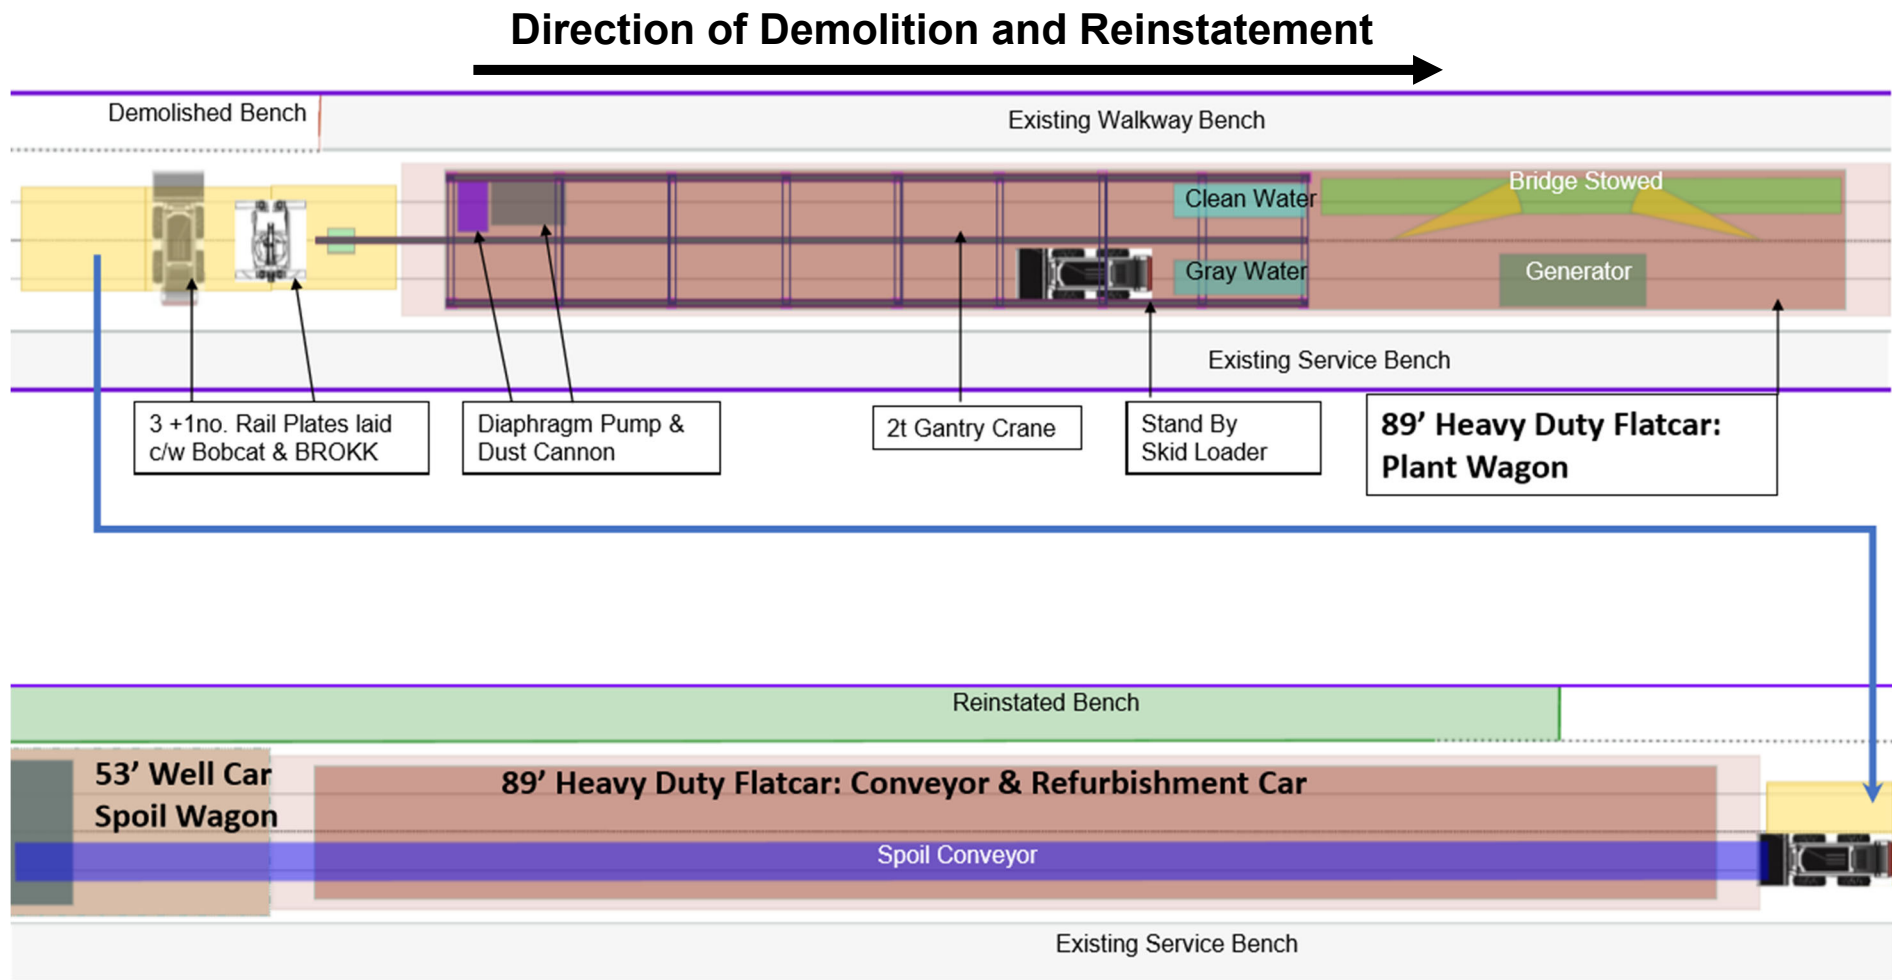 Direction of Demolition and Reinstatement
Demolished Bench
Existing Walkway Bench
Clean Water
Bridge Stowed
Gray Water
Generator
Existing Service Bench
3 +1no. Rail Plates laid
c/w Bobcat & BROKK
Diaphragm Pump &
Dust Cannon
2t Gantry Crane
Stand By
Skid Loader
89’ Heavy Duty Flatcar:
Plant Wagon
Reinstated Bench
53’ Well Car
Spoil Wagon
89’ Heavy Duty Flatcar: Conveyor & Refurbishment Car
Spoil Conveyor
Existing Service Bench